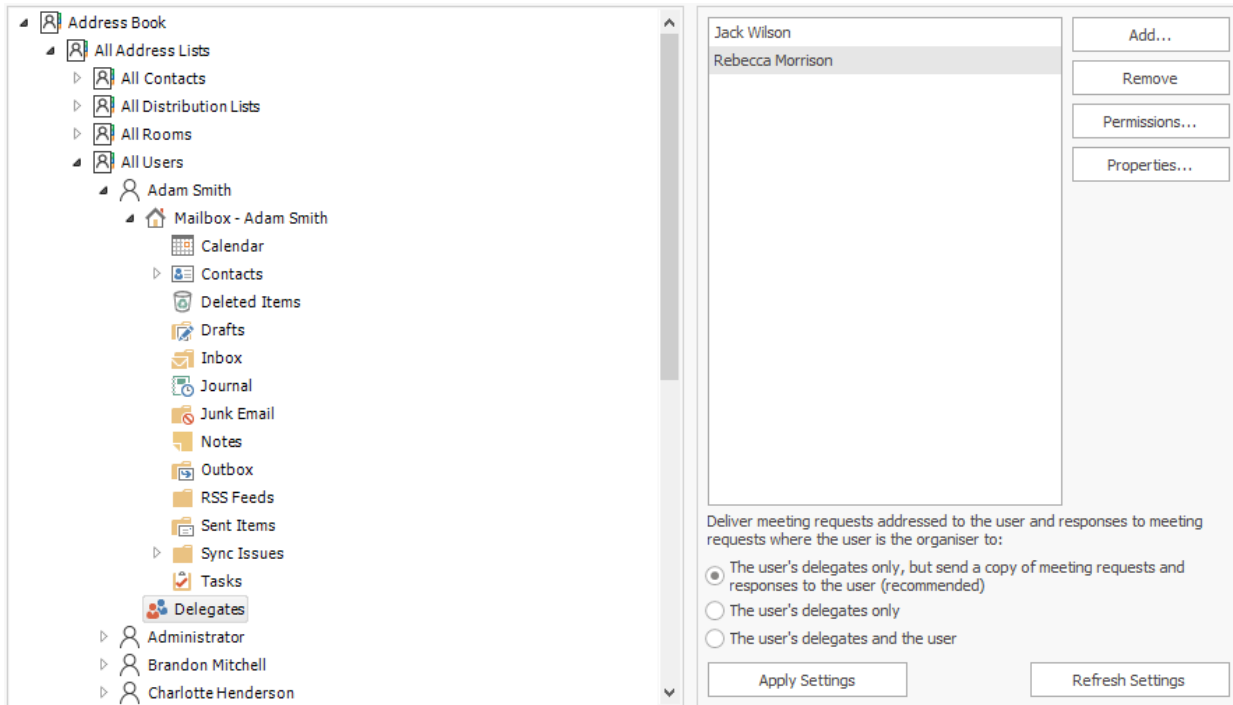 Address Book
All Address Lists
All Contacts
All Distribution Lists
All Rooms
All Users
Adam Smith
Mailbox - Adam Smith
Calendar
Contacts
Deleted Items
Drafts
Inbox
Journal
Junk Email
Notes
Outbox
RSS Feeds
Sent Items
Sync Issues
Tasks
Delegates
Administrator
Brandon Mitchell
Charlotte Henderson
Jack Wilson
Rebecca Morrison
Add...
Remove
Permissions...
Properties...
Deliver meeting requests addressed to the user and responses to meeting
requests where the user is the organiser to:
The user's delegates only, but send a copy of meeting requests and
responses to the user (recommended)
The user's delegates only
The user's delegates and the user
Apply Settings
Refresh Settings